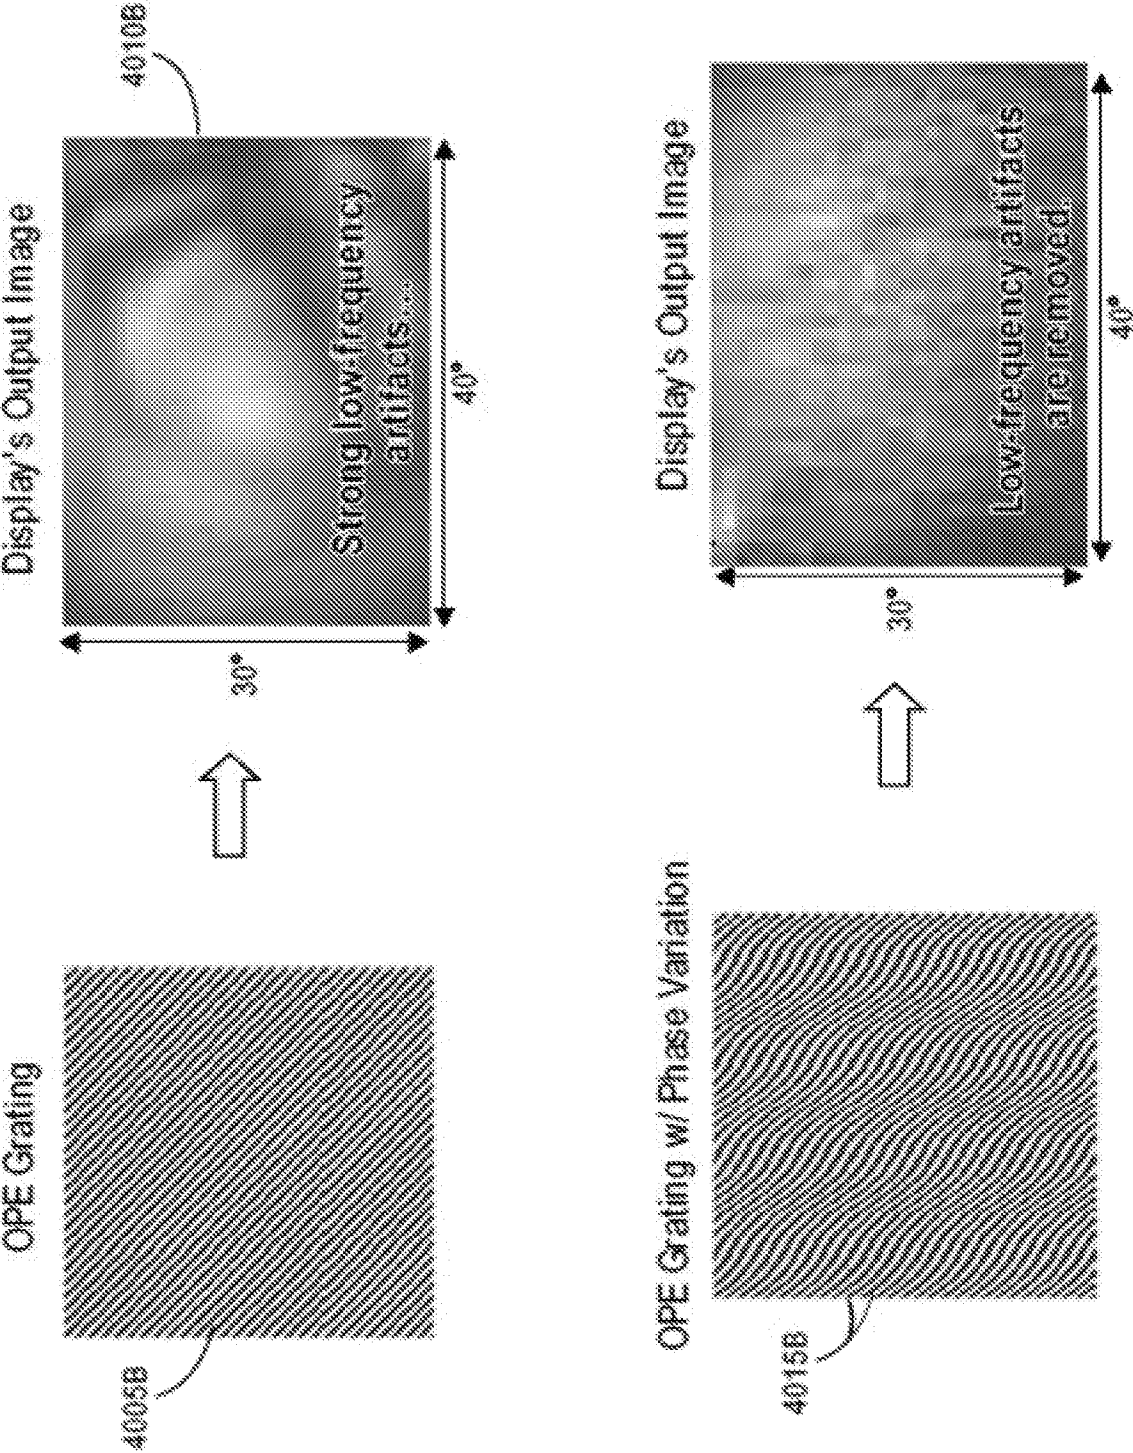 OPE Grating
Display's Output Image
4005B
4010B
Strong low-frequency
artifacts...
30°
40°
OPE Grating w/ Phase Variation
Display's Output Image
4015B
Low-frequency artifacts
are removed.
30°
40°